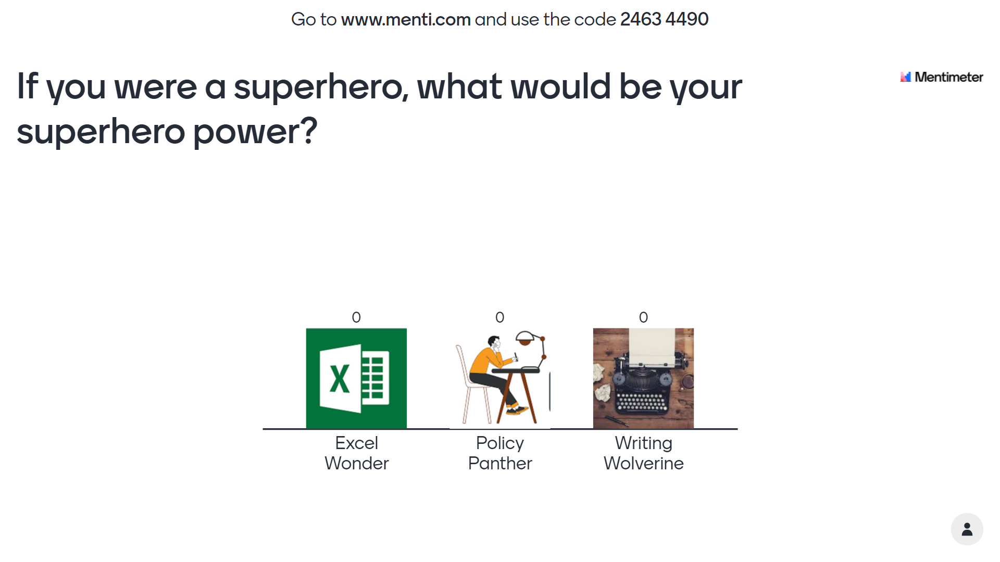 Go to www.menti.com and use the code 2463 4490
If you were a superhero, what would be your
superhero power?
Mentimeter
0
0
0
X
Excel
Wonder
Policy
Panther
Writing
Wolverine